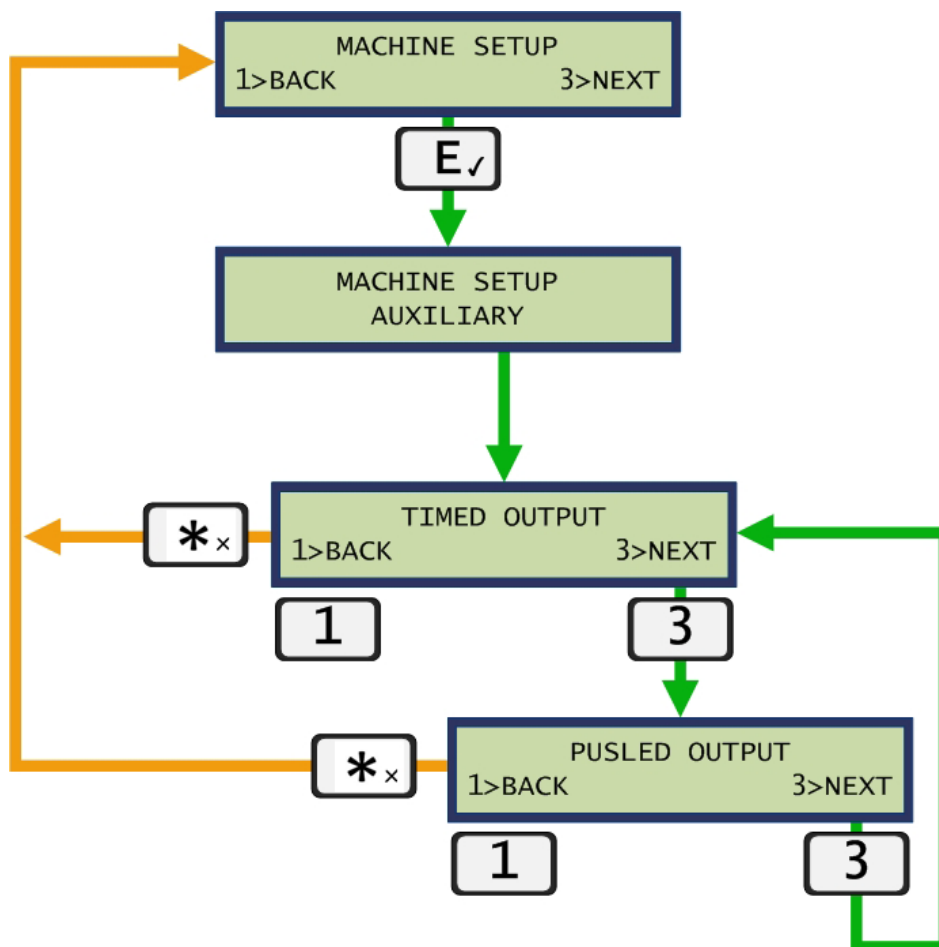 MACHINE SETUP
1>BACK 3>NEXT
E✓
MACHINE SETUP
AUXILIARY
TIMED OUTPUT
1>BACK 3>NEXT
*×
1 3
PUSLED OUTPUT
1>BACK 3>NEXT
*×
1 3